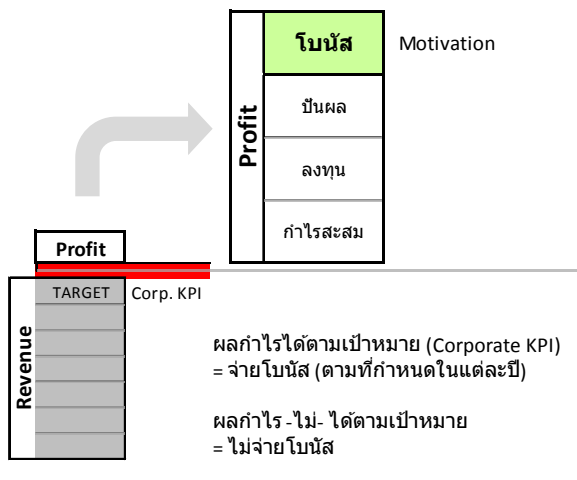 โบนัส
Motivation
Profit
ปันผล
ลงทุน
กำไรสะสม
Profit
TARGET
Corp. KPI
Revenue
ผลกำไรได้ตามเป้าหมาย (Corporate KPI)
= จ่ายโบนัส (ตามที่กำหนดในแต่ละปี)
ผลกำไร -ไม่- ได้ตามเป้าหมาย
= ไม่จ่ายโบนัส